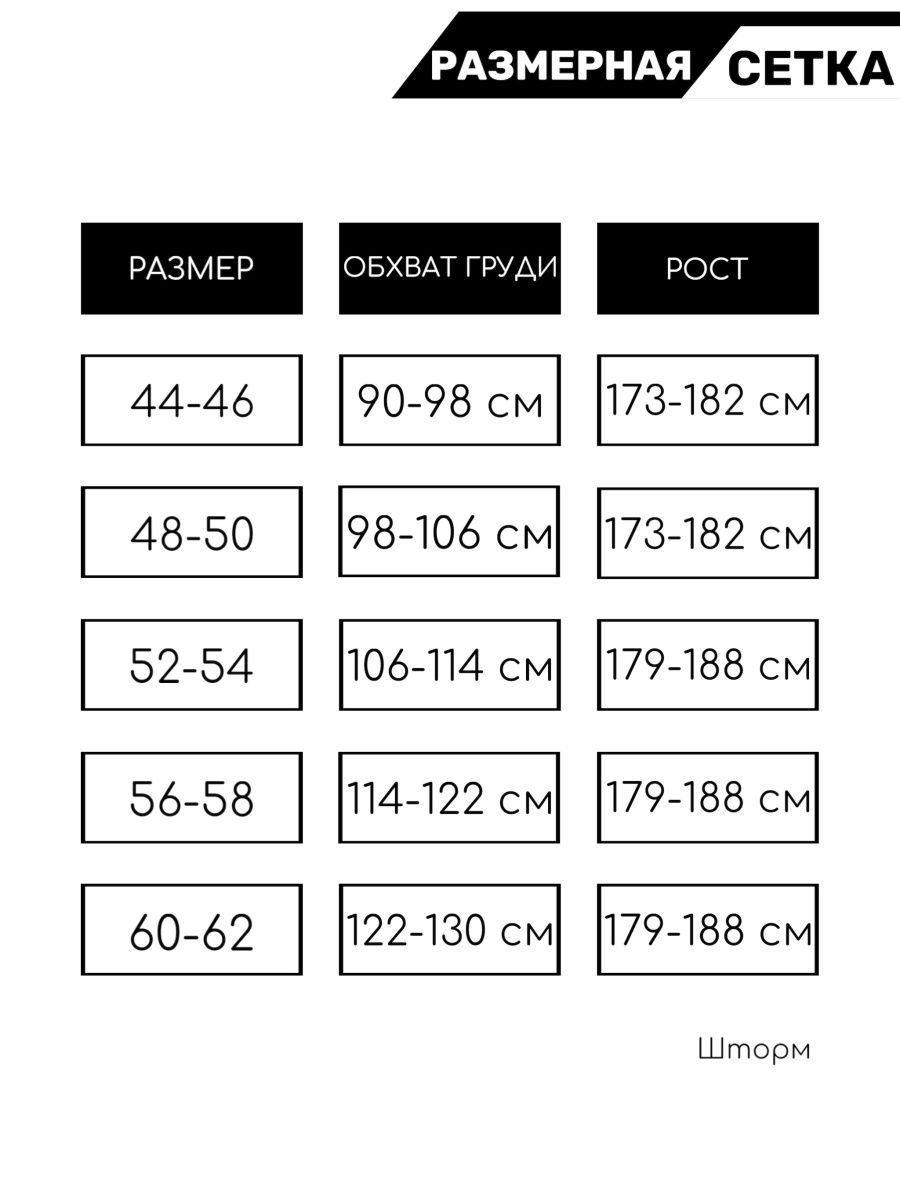 РАЗМЕРНАЯ СЕТКА
РАЗМЕР ОБХВАТ ГРУДИ РОСТ
44-46 90-98 см 173-182 см
48-50 98-106 см 173-182 см
52-54 106-114 см 179-188 см
56-58 114-122 см 179-188 см
60-62 122-130 см 179-188 см
Шторм